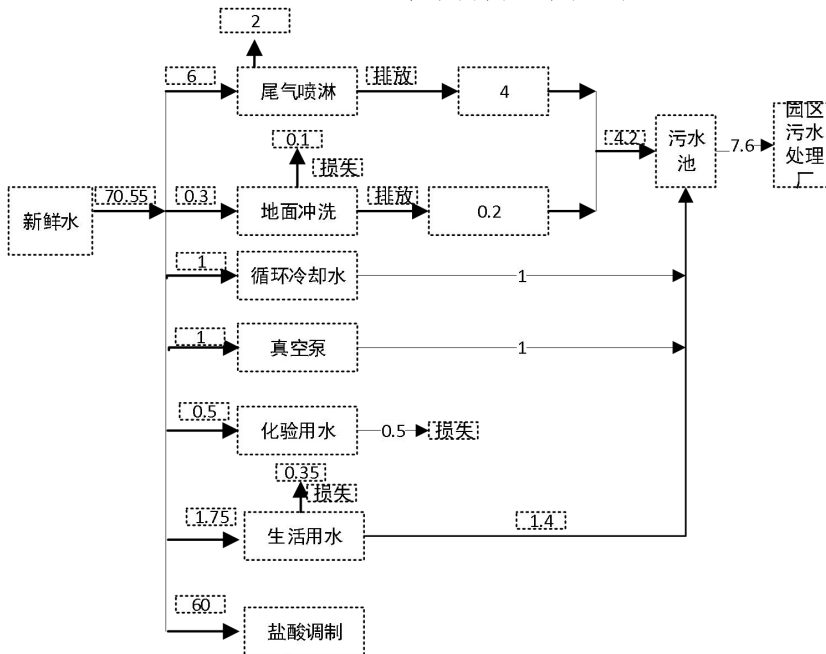 2
6
尾气喷淋
排放
4
4.2
污水
池
7.6
园区
污水
处理
厂
0.1
损失
新鲜水
70.55
0.3
地面冲洗
排放
0.2
1
循环冷却水
1
1
真空泵
1
0.5
化验用水
0.5
损失
0.35
损失
1.75
生活用水
1.4
60
盐酸调制